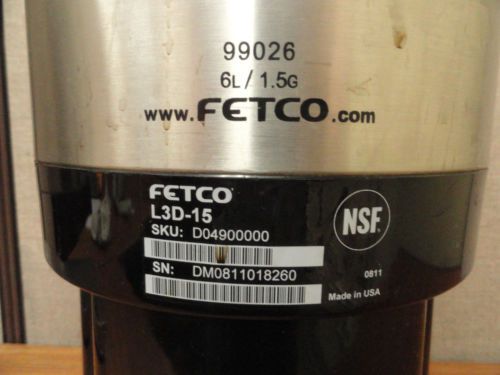 99026
6L / 1.5G
www.FETCO.com
FETCO
L3D-15
SKU: D04900000
NSF
SN: DM0811018260
0811
Made in USA